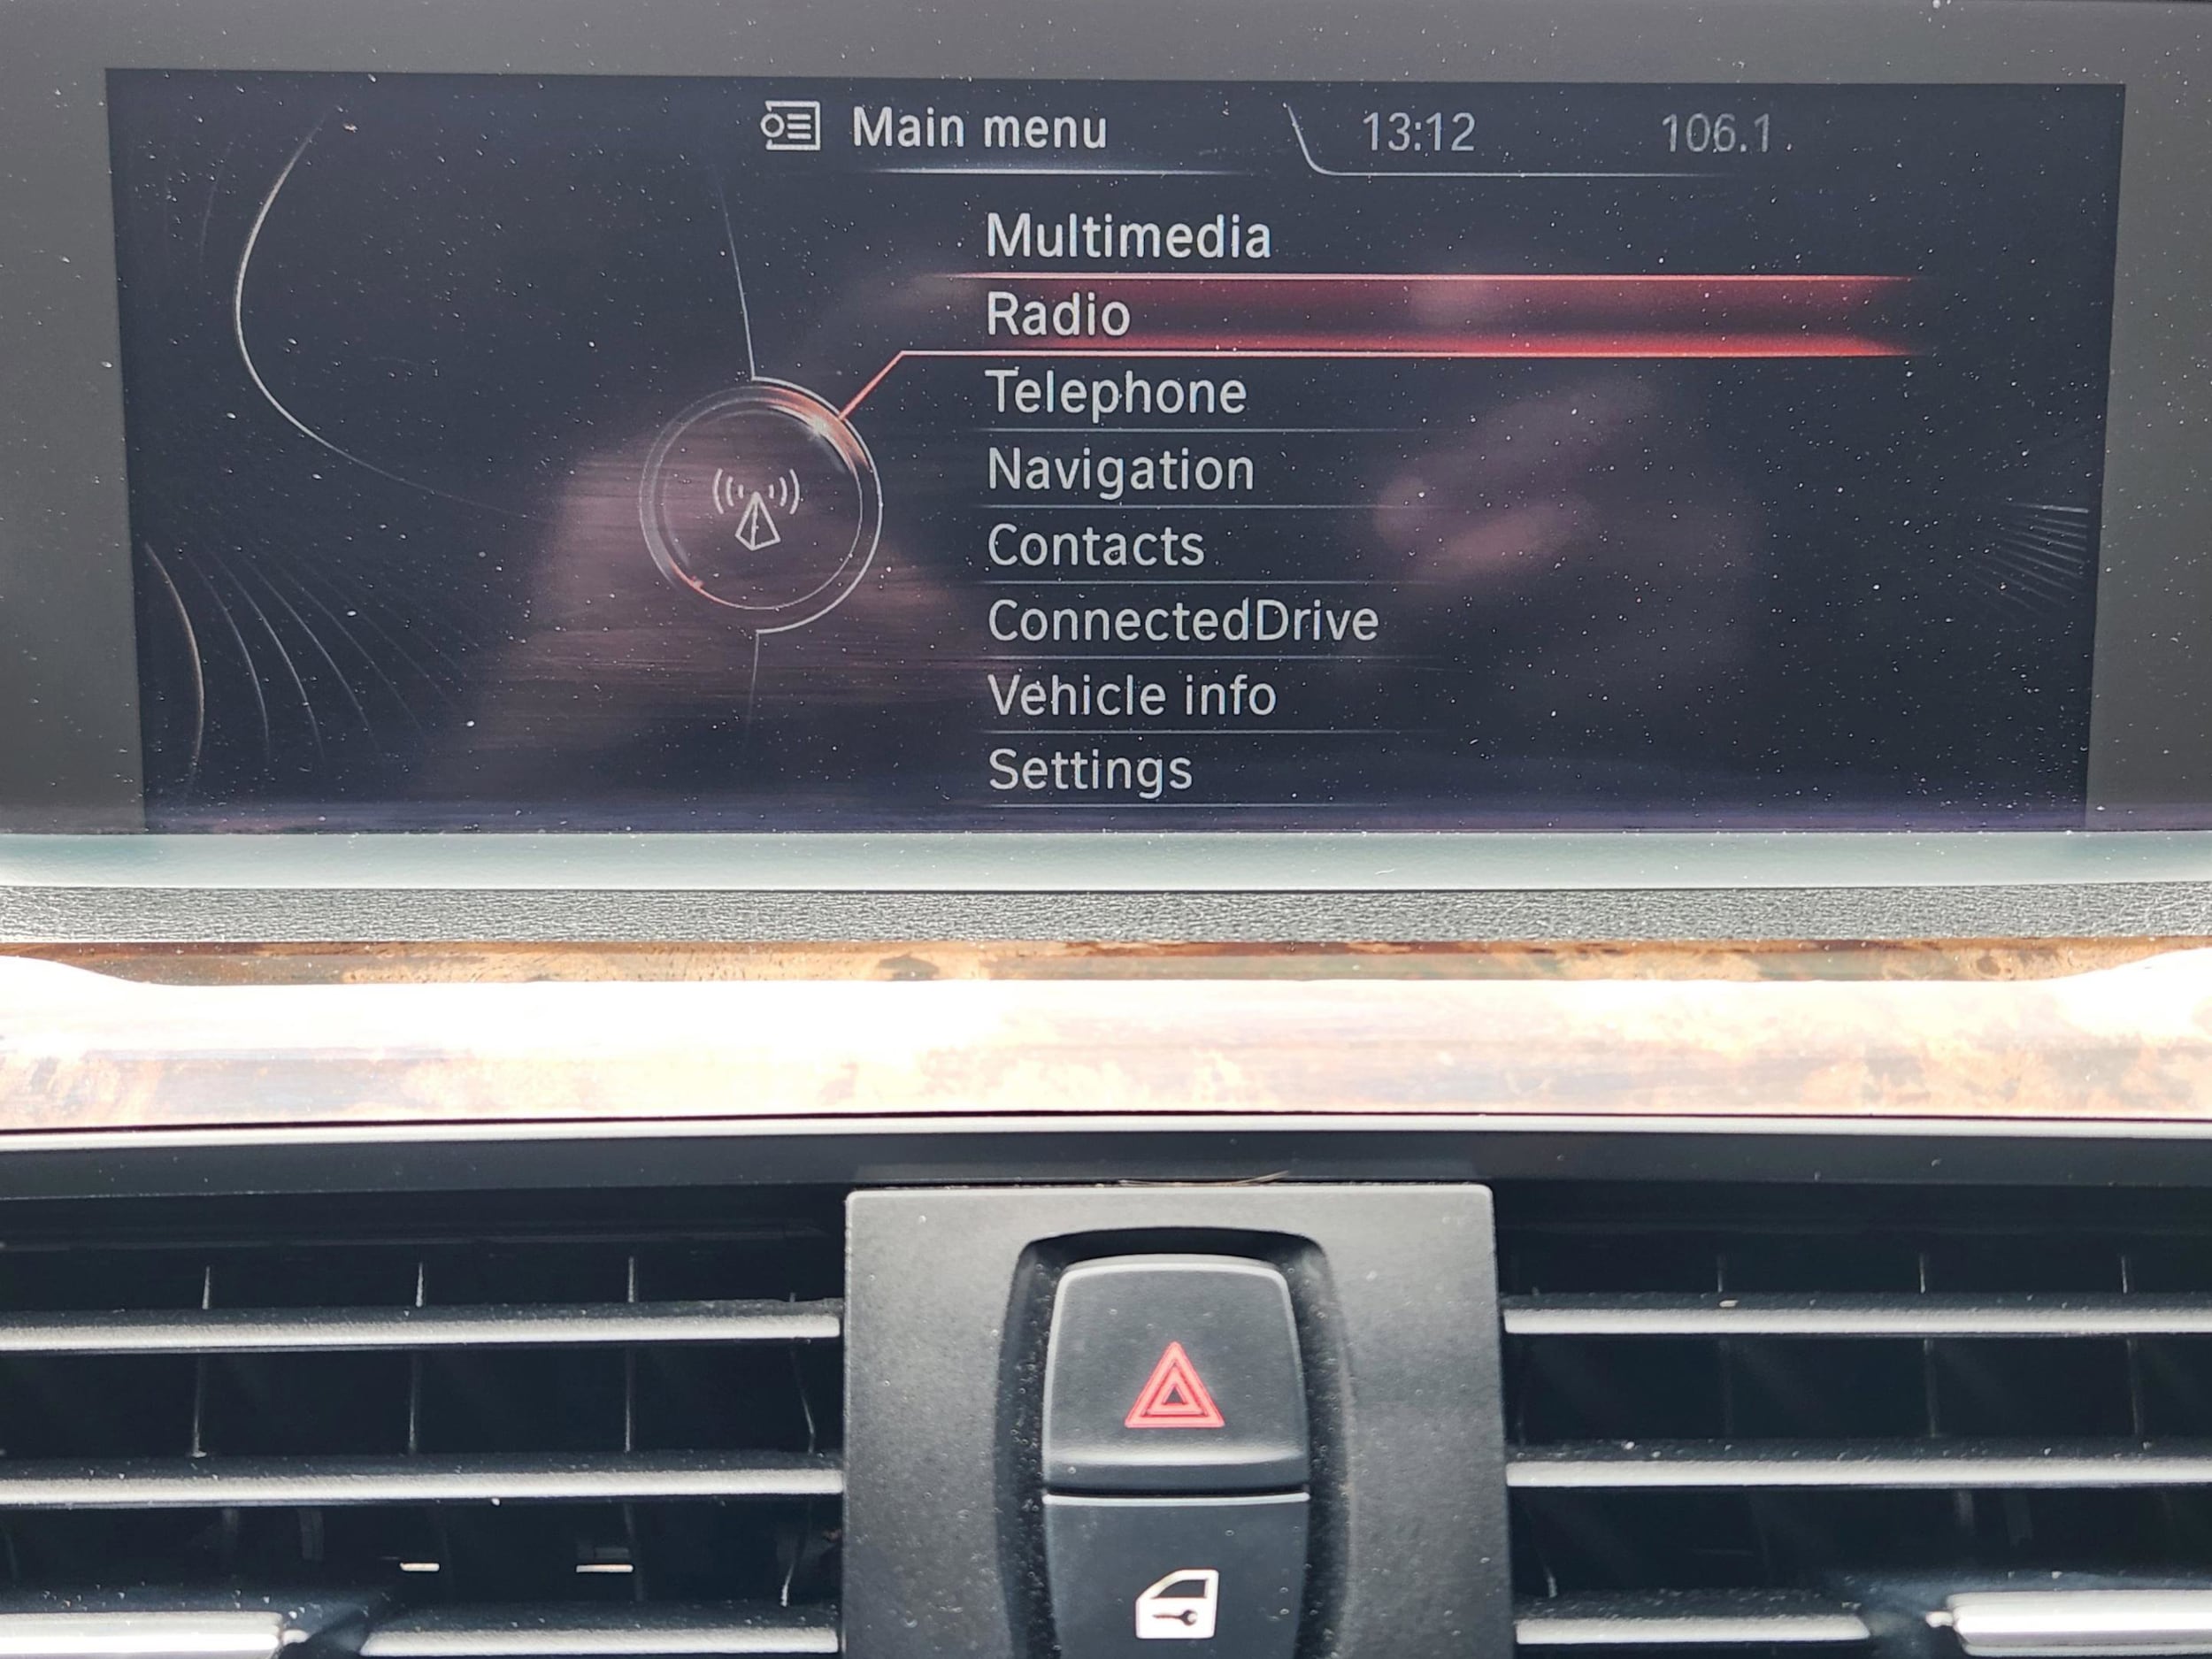 Main menu 13:12 106.1
Multimedia
Radio
Telephone
Navigation
Contacts
ConnectedDrive
Vehicle info
Settings